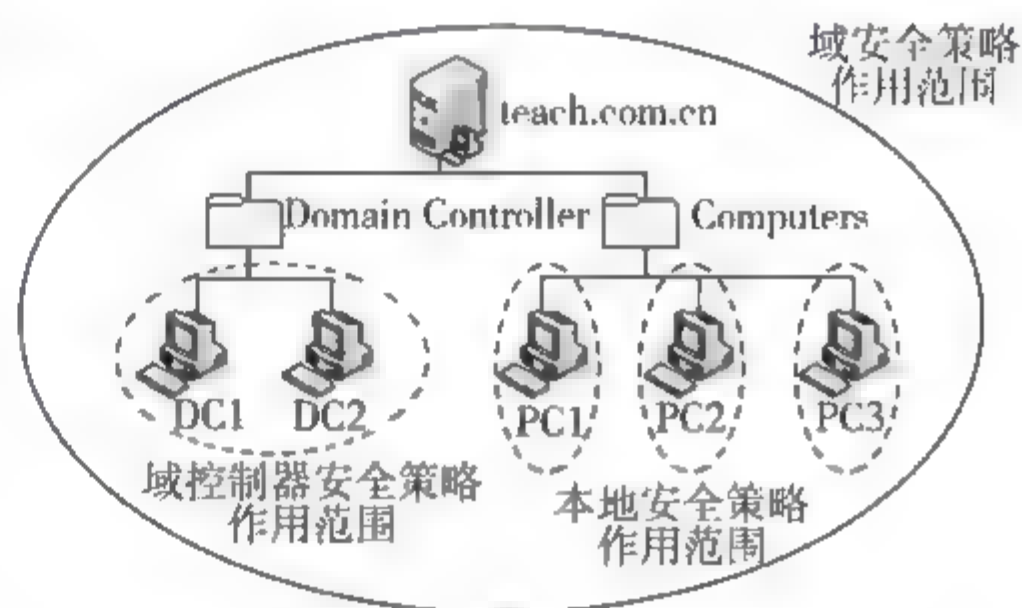 域安全策略
作用范围
teach.com.cn
Domain Controller
Computers
DC1
DC2
PC1
PC2
PC3
域控制器安全策略
作用范围
本地安全策略
作用范围